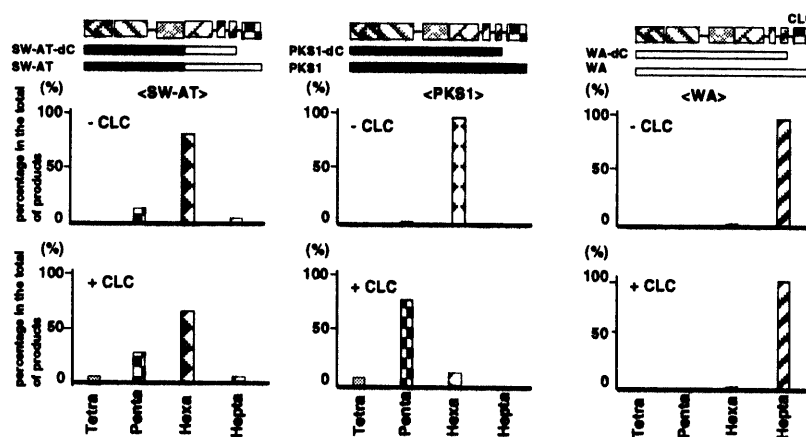 CLC
SW-AT-dC
SW-AT
PKS1-dC
PKS1
WA-dC
WA
(%) <SW-AT> (%) <PKS1> (%) <WA>
percentage in the total
of products
100
50
0
- CLC
100
50
0
- CLC
100
50
0
- CLC
(%) (%) (%)
percentage in the total
of products
100
50
0
+ CLC
100
50
0
+ CLC
100
50
0
+ CLC
Tetra Penta Hexa Hepta Tetra Penta Hexa Hepta Tetra Penta Hexa Hepta